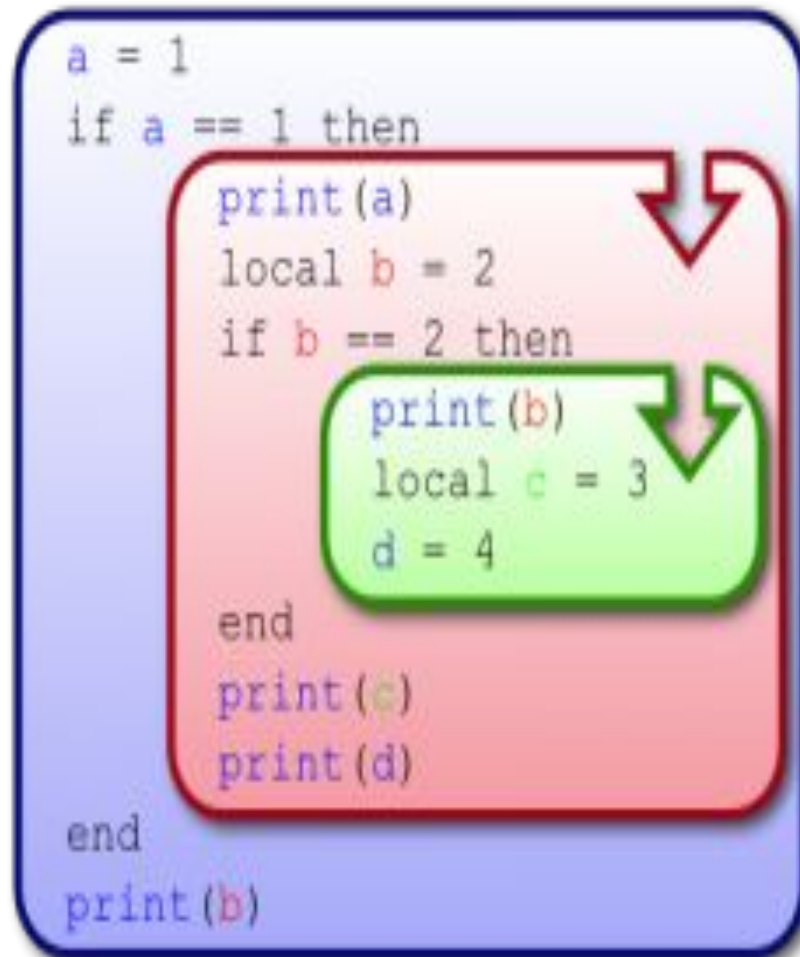 a = 1
if a == 1 then
print(a)
local b = 2
if b == 2 then
print(b)
local c = 3
d = 4
end
print(c)
print(d)
end
print(b)